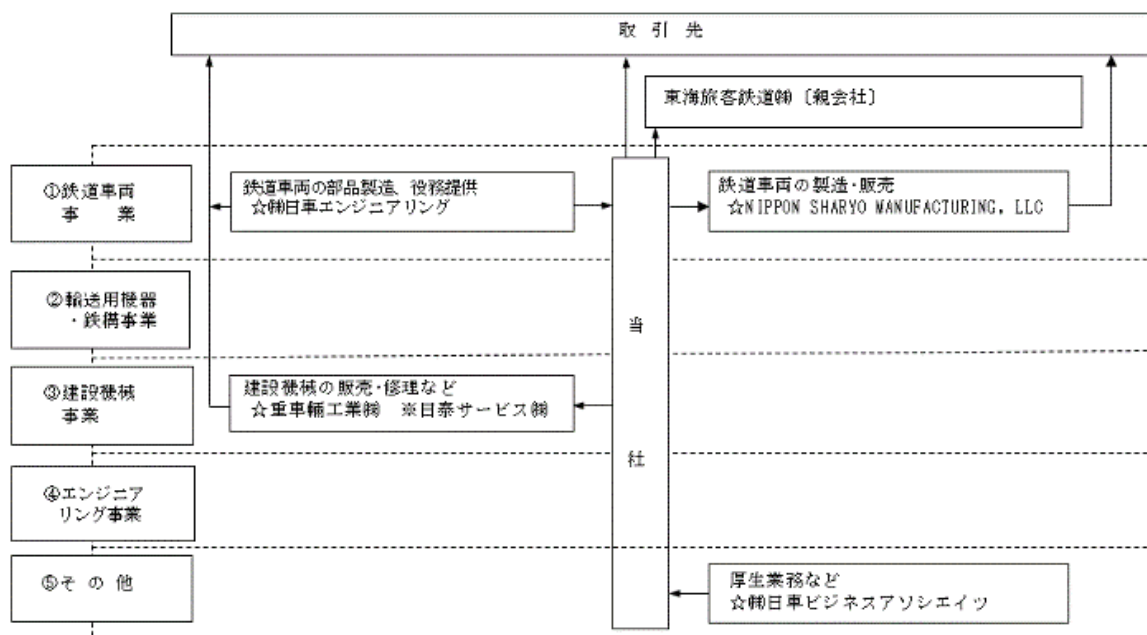 取引先
東海旅客鉄道㈱〔親会社〕
①鉄道車両
事業
鉄道車両の部品製造、役務提供
☆㈱日車エンジニアリング
鉄道車両の製造・販売
☆NIPPON SHARYO MANUFACTURING, LLC
②輸送用機器
・鉄構事業
当社
③建設機械
事業
建設機械の販売・修理など
☆重車輛工業㈱ ※日泰サービス㈱
④エンジニア
リング事業
⑤その他
厚生業務など
☆㈱日車ビジネスアソシエイツ